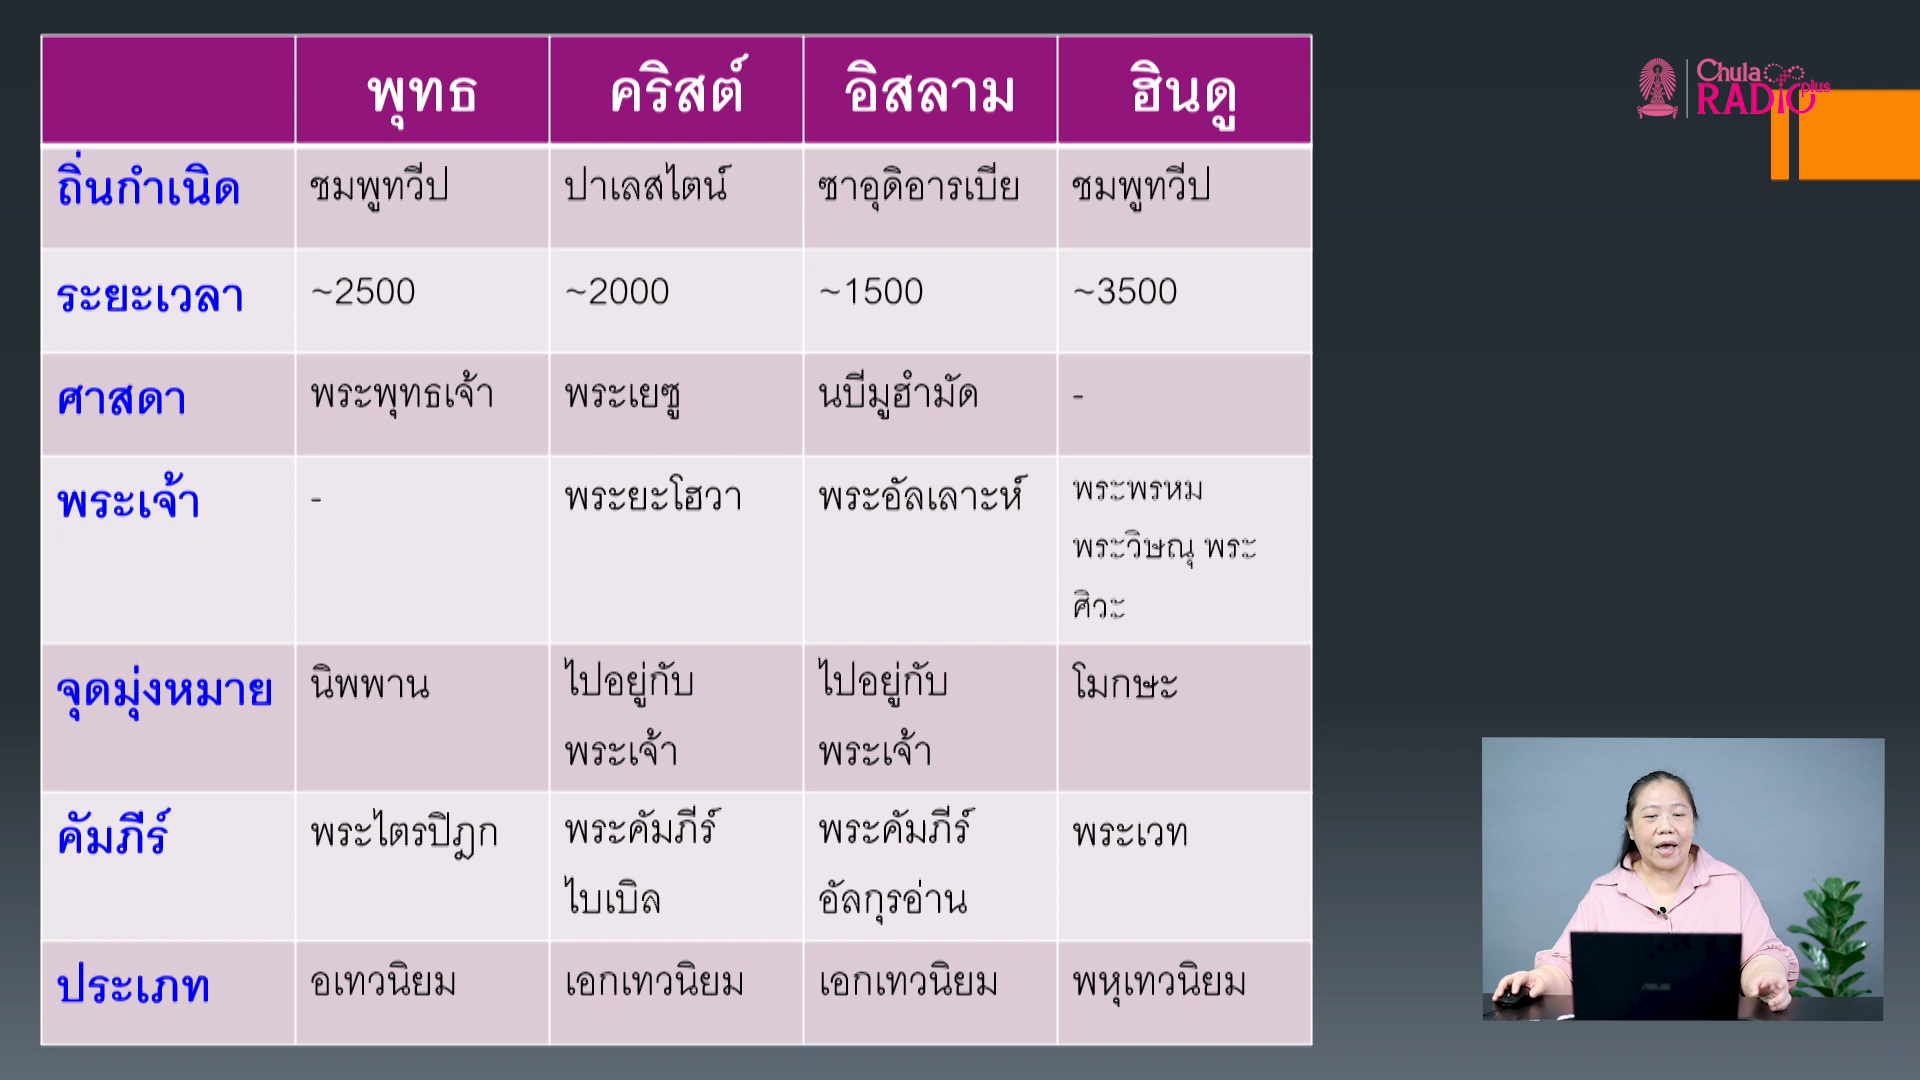 พุทธ คริสต์ อิสลาม ฮินดู
ถิ่นกำเนิด ชมพูทวีป ปาเลสไตน์ ซาอุดิอารเบีย ชมพูทวีป
ระยะเวลา ~2500 ~2000 ~1500 ~3500
ศาสดา พระพุทธเจ้า พระเยซู นบีมูฮำมัด -
พระเจ้า - พระยะโฮวา พระอัลเลาะห์ พระพรหม
พระวิษณุ พระ
ศิวะ
จุดมุ่งหมาย นิพพาน ไปอยู่กับ ไปอยู่กับ โมกษะ
พระเจ้า พระเจ้า
คัมภีร์ พระไตรปิฎก พระคัมภีร์ พระคัมภีร์ พระเวท
ไบเบิล อัลกุรอ่าน
ประเภท อเทวนิยม เอกเทวนิยม เอกเทวนิยม พหุเทวนิยม
Chula
RADIO plus
ASUS